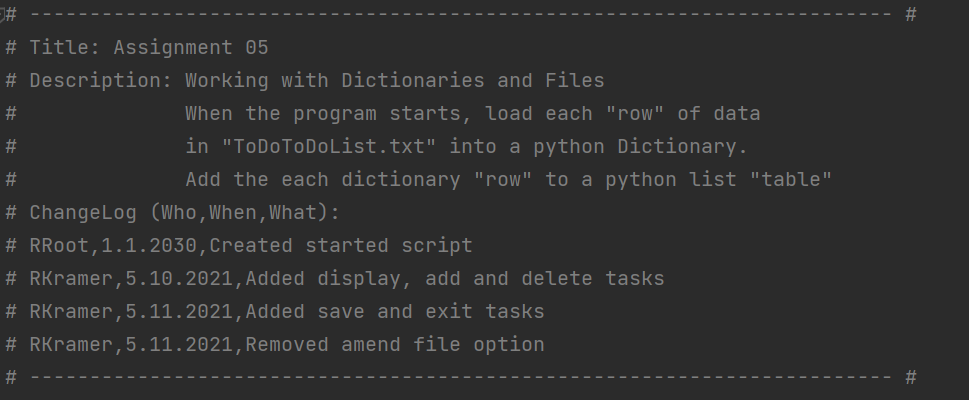 # ------------------------------------------------------------------------ #
# Title: Assignment 05
# Description: Working with Dictionaries and Files
#              When the program starts, load each "row" of data
#              in "ToDoToDoList.txt" into a python Dictionary.
#              Add the each dictionary "row" to a python list "table"
# ChangeLog (Who,When,What):
# RRoot,1.1.2030,Created started script
# RKramer,5.10.2021,Added display, add and delete tasks
# RKramer,5.11.2021,Added save and exit tasks
# RKramer,5.11.2021,Removed amend file option
# ------------------------------------------------------------------------ #